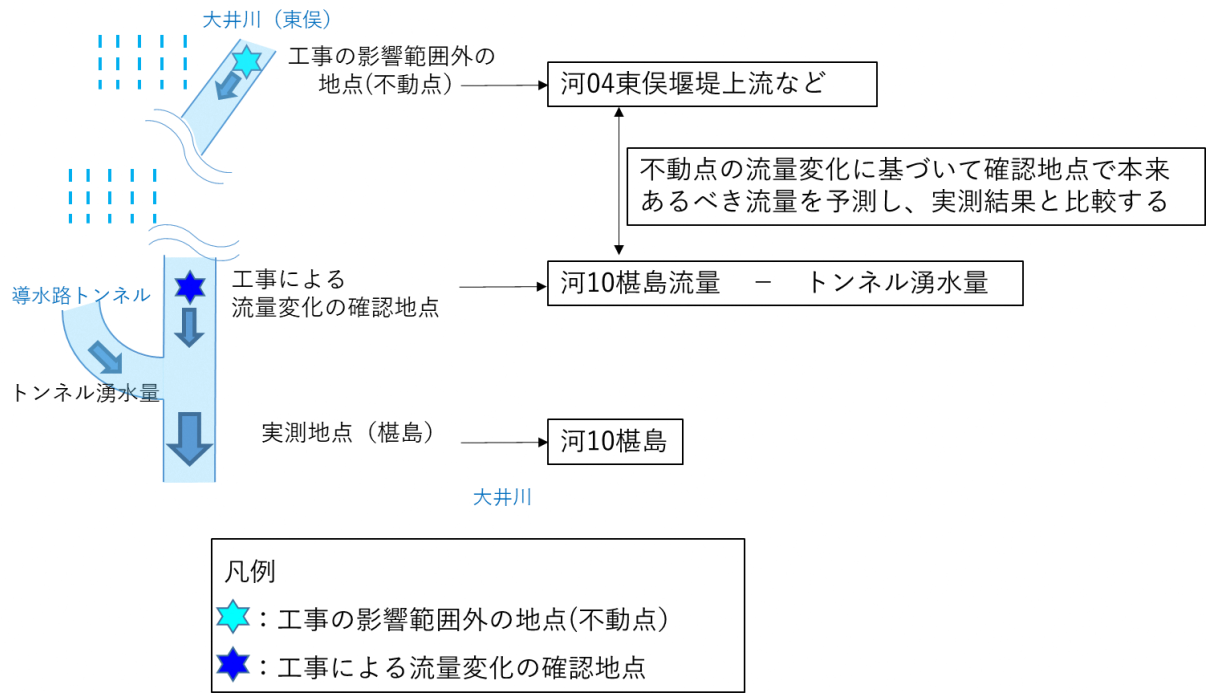 大井川（東俣）
工事の影響範囲外の
地点(不動点）
河04東俣堰堤上流など
不動点の流量変化に基づいて確認地点で本来
あるべき流量を予測し、実測結果と比較する
工事による
流量変化の確認地点
河10椹島流量　－　トンネル湧水量
導水路トンネル
トンネル湧水量
実測地点（椹島）
河10椹島
大井川
凡例
：工事の影響範囲外の地点(不動点）
：工事による流量変化の確認地点